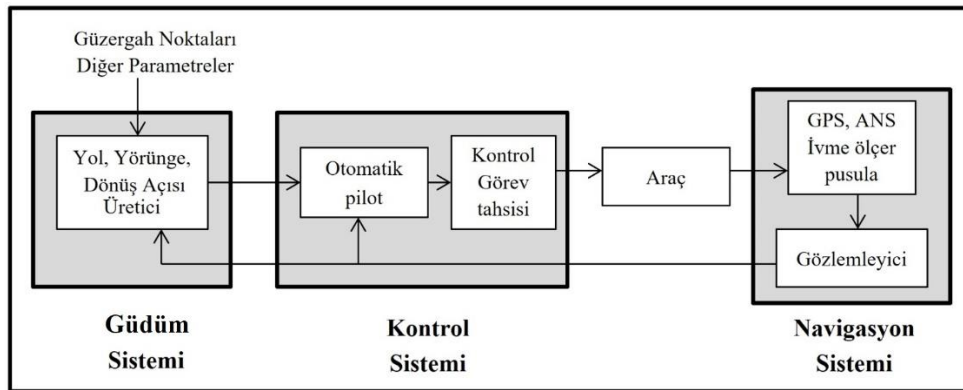 Güzergah Noktaları
Diğer Parametreler
Yol, Yörünge,
Dönüş Açısı
Üretici
Otomatik
pilot
Kontrol
Görev
tahsisi
Araç
GPS, ANS
İvme ölçer
pusula
Gözlemleyici
Güdüm
Sistemi
Kontrol
Sistemi
Navigasyon
Sistemi